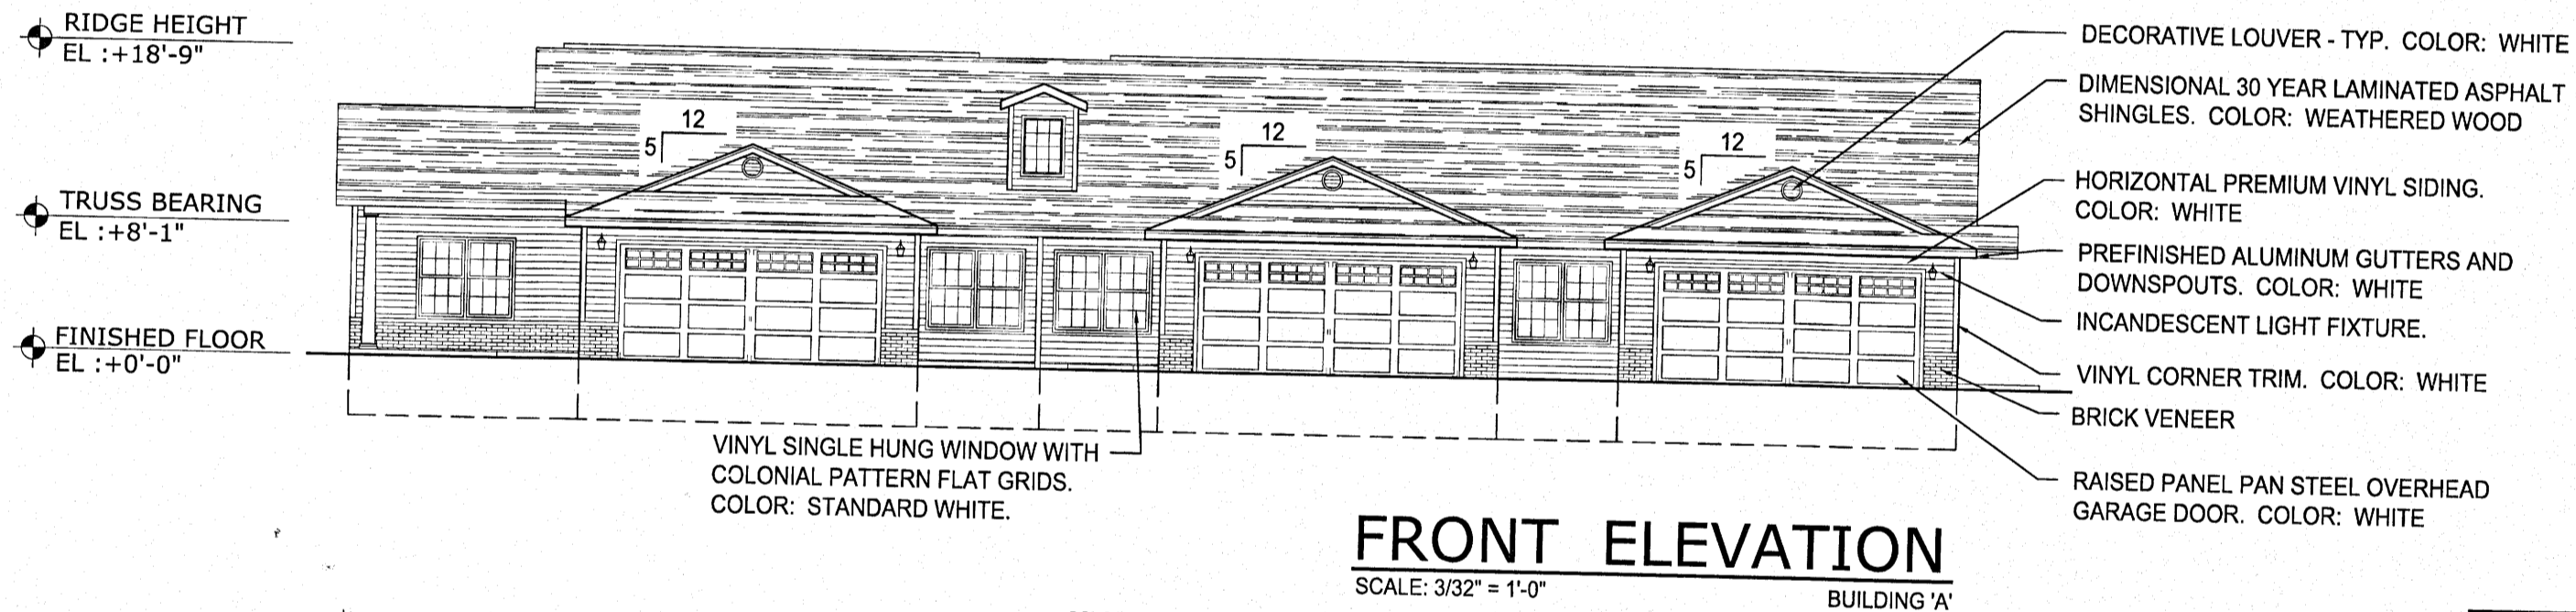 RIDGE HEIGHT
EL :+18'-9"
TRUSS BEARING
EL :+8'-1"
FINISHED FLOOR
EL :+0'-0"
12
5
12
5
12
5
DECORATIVE LOUVER - TYP. COLOR: WHITE
DIMENSIONAL 30 YEAR LAMINATED ASPHALT
SHINGLES. COLOR: WEATHERED WOOD
HORIZONTAL PREMIUM VINYL SIDING.
COLOR: WHITE
PREFINISHED ALUMINUM GUTTERS AND
DOWNSPOUTS. COLOR: WHITE
INCANDESCENT LIGHT FIXTURE.
VINYL CORNER TRIM. COLOR: WHITE
BRICK VENEER
RAISED PANEL PAN STEEL OVERHEAD
GARAGE DOOR. COLOR: WHITE
VINYL SINGLE HUNG WINDOW WITH
COLONIAL PATTERN FLAT GRIDS.
COLOR: STANDARD WHITE.
FRONT ELEVATION
SCALE: 3/32" = 1'-0"
BUILDING 'A'